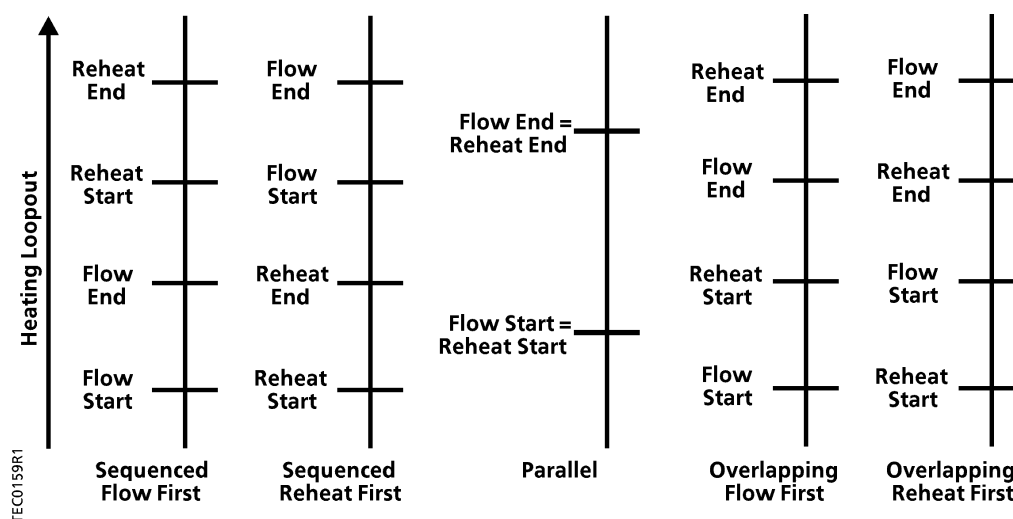 Heating Loopout
Reheat
End
Reheat
Start
Flow
End
Flow
Start
Sequenced
Flow First
Flow
End
Flow
Start
Reheat
End
Reheat
Start
Sequenced
Reheat First
Flow End =
Reheat End
Flow Start =
Reheat Start
Parallel
Reheat
End
Flow
End
Reheat
Start
Flow
Start
Overlapping
Flow First
Flow
End
Reheat
End
Flow
Start
Reheat
Start
Overlapping
Reheat First
TEC0159R1